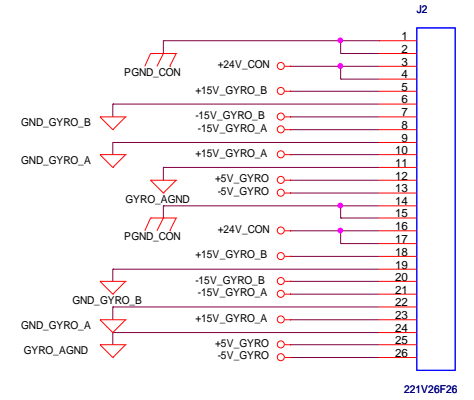 J2
1
2
+24V_CON 3
PGND_CON 4
+15V_GYRO_B 5
6
-15V_GYRO_B 7
GND_GYRO_B
-15V_GYRO_A 8
9
+15V_GYRO_A 10
GND_GYRO_A
11
+5V_GYRO 12
-5V_GYRO 13
GYRO_AGND
14
15
+24V_CON 16
PGND_CON
17
+15V_GYRO_B 18
19
-15V_GYRO_B 20
-15V_GYRO_A 21
GND_GYRO_B
22
+15V_GYRO_A 23
GND_GYRO_A
24
+5V_GYRO 25
GYRO_AGND
-5V_GYRO 26
221V26F26